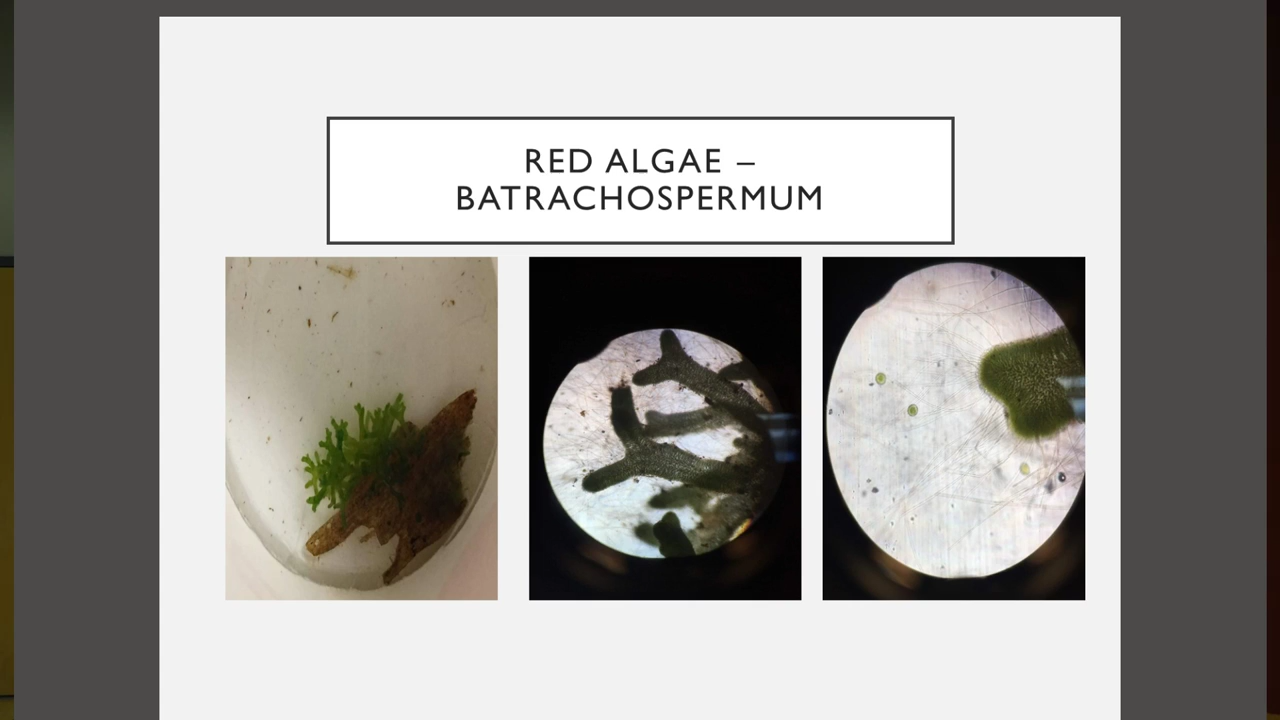 RED ALGAE –
BATRACHOSPERMUM